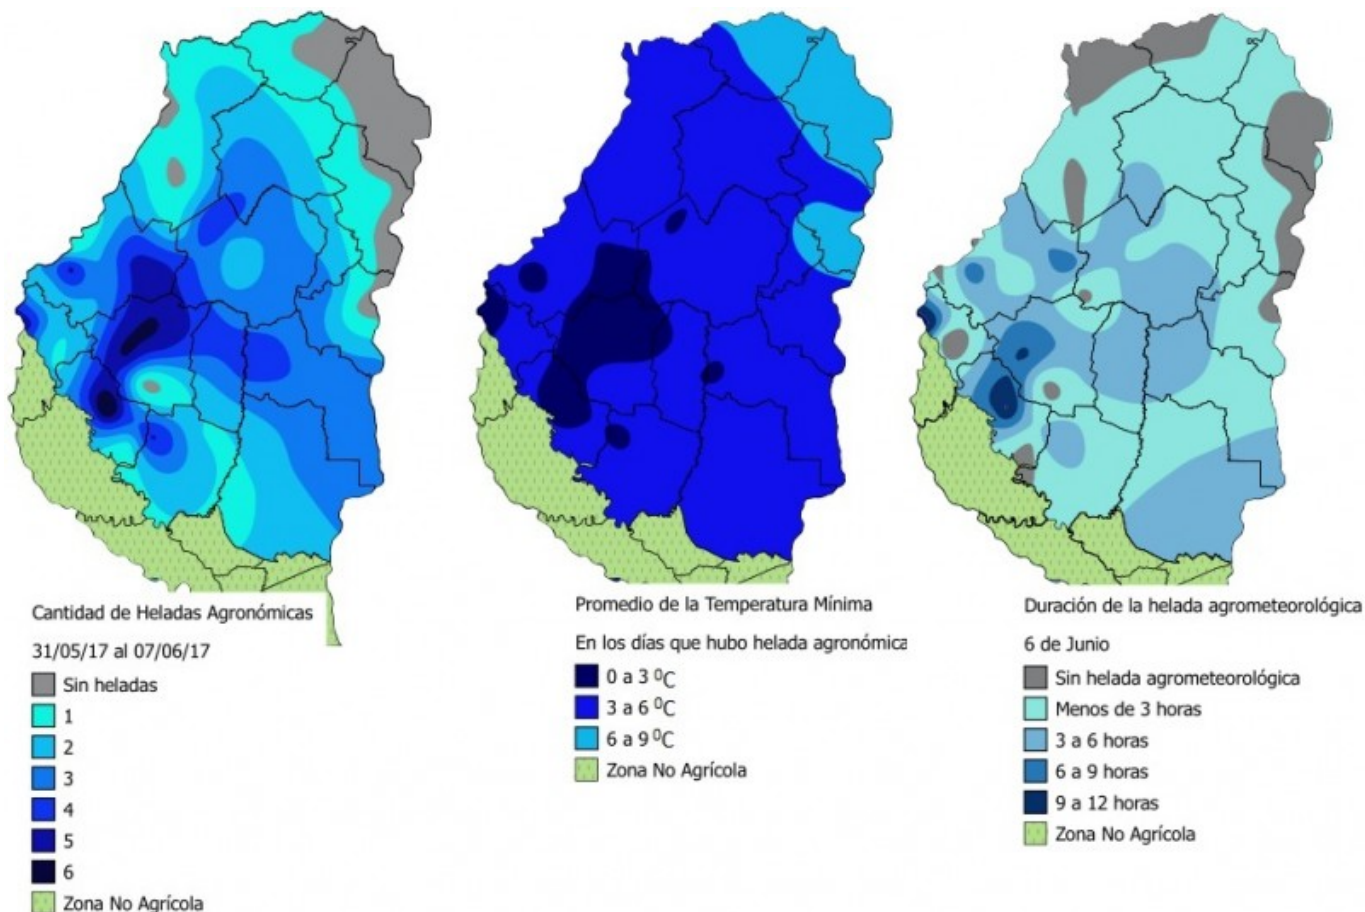 Cantidad de Heladas Agronómicas
31/05/17 al 07/06/17
Sin heladas
1
2
3
4
5
6
Zona No Agrícola
Promedio de la Temperatura Mínima
En los días que hubo helada agronómica
0 a 3 ⁰C
3 a 6 ⁰C
6 a 9 ⁰C
Zona No Agrícola
Duración de la helada agrometeorológica
6 de Junio
Sin helada agrometeorológica
Menos de 3 horas
3 a 6 horas
6 a 9 horas
9 a 12 horas
Zona No Agrícola